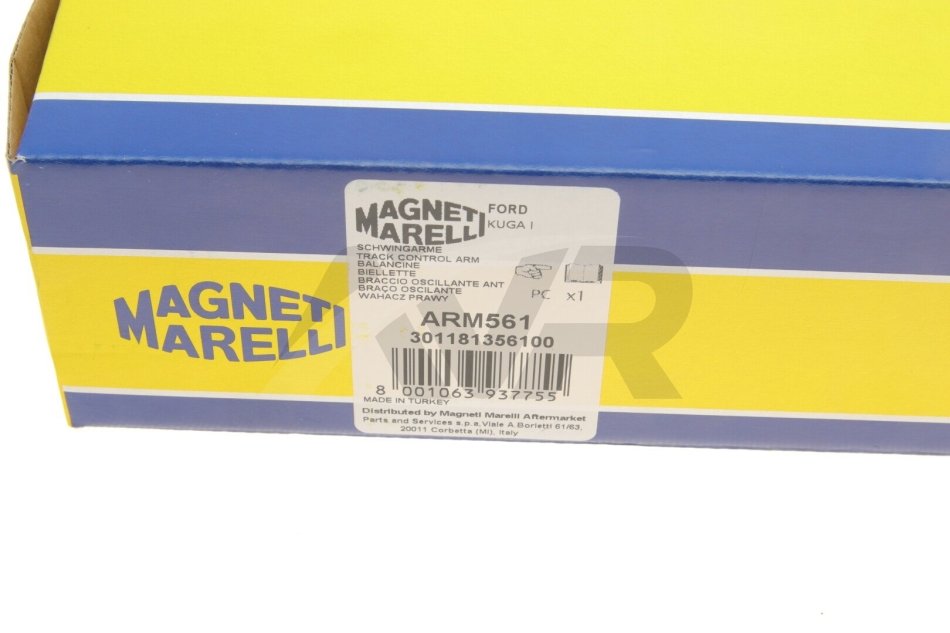 MAGNETI
MARELLI
FORD
KUGA I
SCHWINGARME
TRACK CONTROL ARM
BALANCINE
BIELLETTE
BRACCIO OSCILLANTE ANT
BRAÇO OSCILANTE
WAHACZ PRAWY
PC x1
ARM561
301181356100
8 001063 937755
MADE IN TURKEY
Distributed by Magneti Marelli Aftermarket
Parts and Services s.p.a,Viale A Borletti 61/63,
20011 Corbetta (MI), Italy
MAGNETI
MARELLI